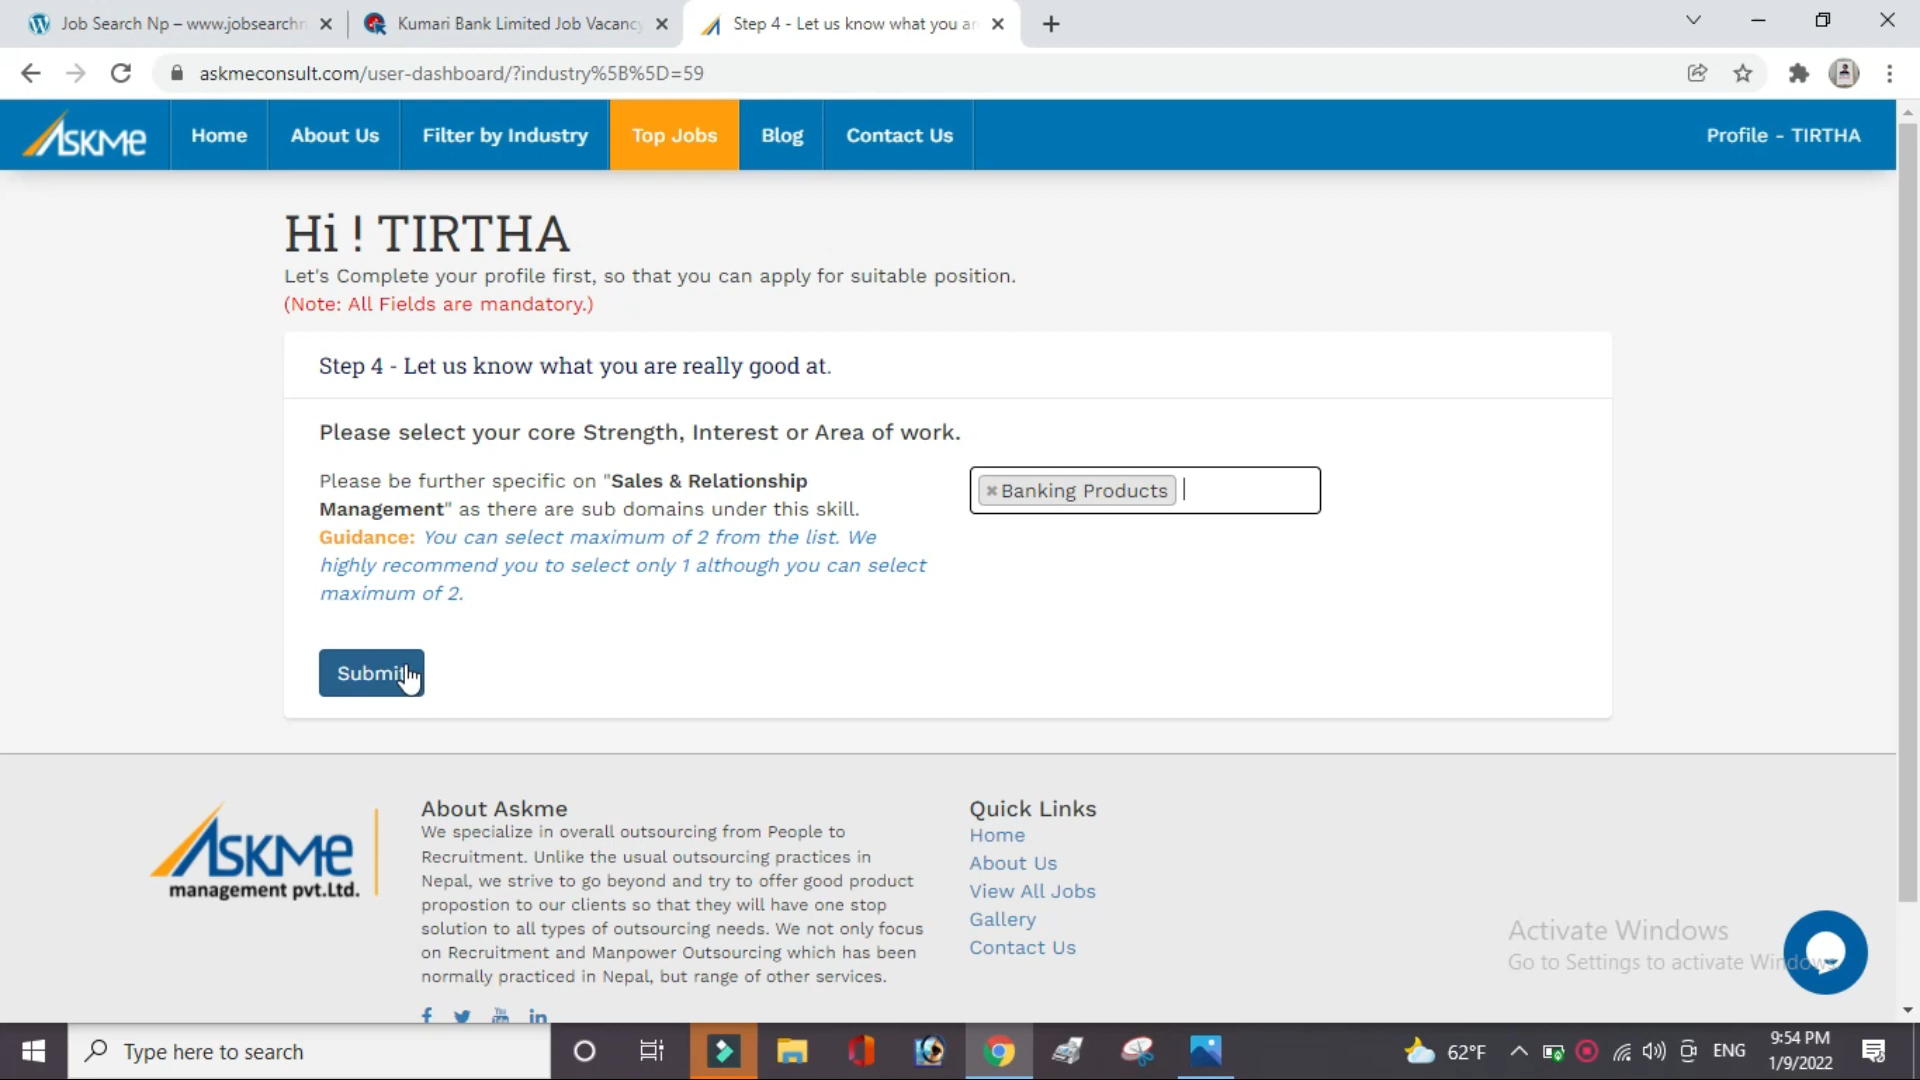 Job Search Np – www.jobsearchn
Kumari Bank Limited Job Vacancy
Step 4 - Let us know what you ar
askmeconsult.com/user-dashboard/?industry%5B%5D=59
ASKMe
Home
About Us
Filter by Industry
Top Jobs
Blog
Contact Us
Profile - TIRTHA
Hi ! TIRTHA
Let's Complete your profile first, so that you can apply for suitable position.
(Note: All Fields are mandatory.)
Step 4 - Let us know what you are really good at.
Please select your core Strength, Interest or Area of work.
Please be further specific on "Sales & Relationship
Management" as there are sub domains under this skill.
Guidance: You can select maximum of 2 from the list. We
highly recommend you to select only 1 although you can select
maximum of 2.
×Banking Products
Submit
ASKMe
management pvt.Ltd.
About Askme
We specialize in overall outsourcing from People to
Recruitment. Unlike the usual outsourcing practices in
Nepal, we strive to go beyond and try to offer good product
propostion to our clients so that they will have one stop
solution to all types of outsourcing needs. We not only focus
on Recruitment and Manpower Outsourcing which has been
normally practiced in Nepal, but range of other services.
Quick Links
Home
About Us
View All Jobs
Gallery
Contact Us
Activate Windows
Go to Settings to activate Windows.
Type here to search
62°F
ENG
9:54 PM
1/9/2022